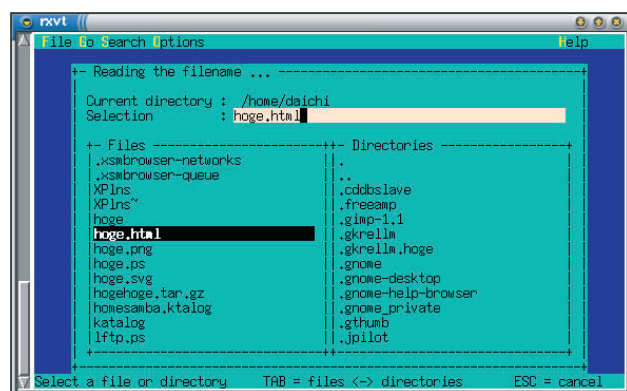 rxvt
File Go Search Options Help
+- Reading the filename ... -----------------------------------------+
Current directory : /home/daichi
Selection : hoge.html
+- Files --------------------++- Directories ------------------+
|.xsmbrowser-networks ||.
|.xsmbrowser-queue ||..
|XPlns ||.cddbslave
|XPlns~ ||.freeamp
|hoge ||.gimp-1.1
|hoge.html ||.gkrellm
|hoge.png ||.gkrellm.hoge
|hoge.ps ||.gnome
|hoge.svg ||.gnome-desktop
|hogehoge.tar.gz ||.gnome-help-browser
|homesamba.ktalog ||.gnome_private
|katalog ||.gthumb
|lftp.ps ||.jpilot
Select a file or directory TAB = files <-> directories ESC = cancel